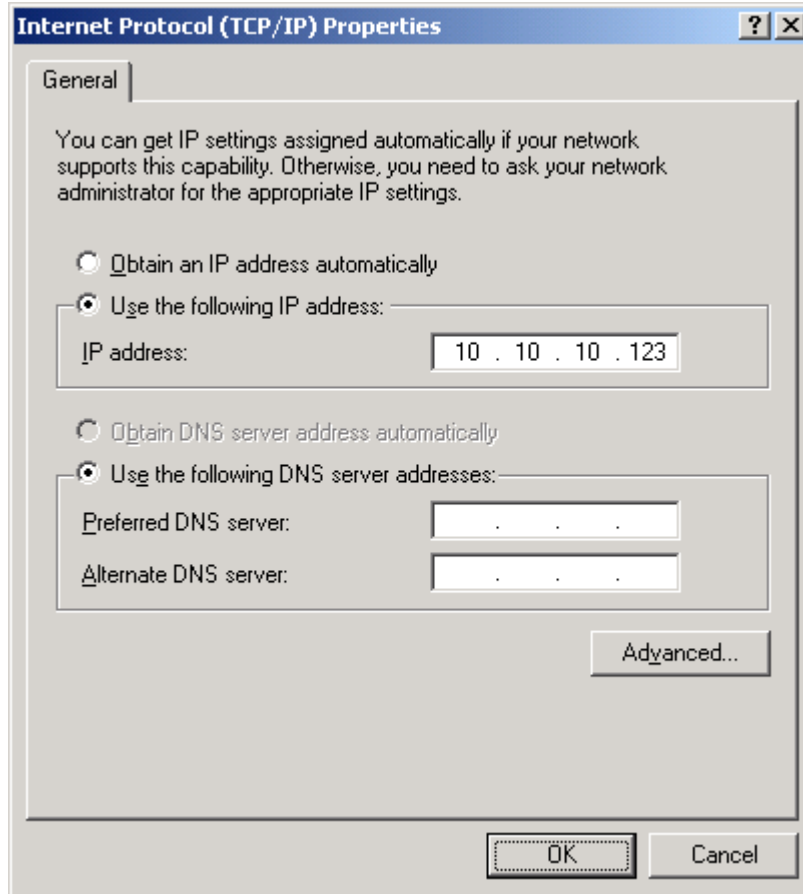 Internet Protocol (TCP/IP) Properties
General
You can get IP settings assigned automatically if your network
supports this capability. Otherwise, you need to ask your network
administrator for the appropriate IP settings.
Obtain an IP address automatically
Use the following IP address:
IP address: 10 . 10 . 10 . 123
Obtain DNS server address automatically
Use the following DNS server addresses:
Preferred DNS server: . . .
Alternate DNS server: . . .
Advanced...
OK Cancel